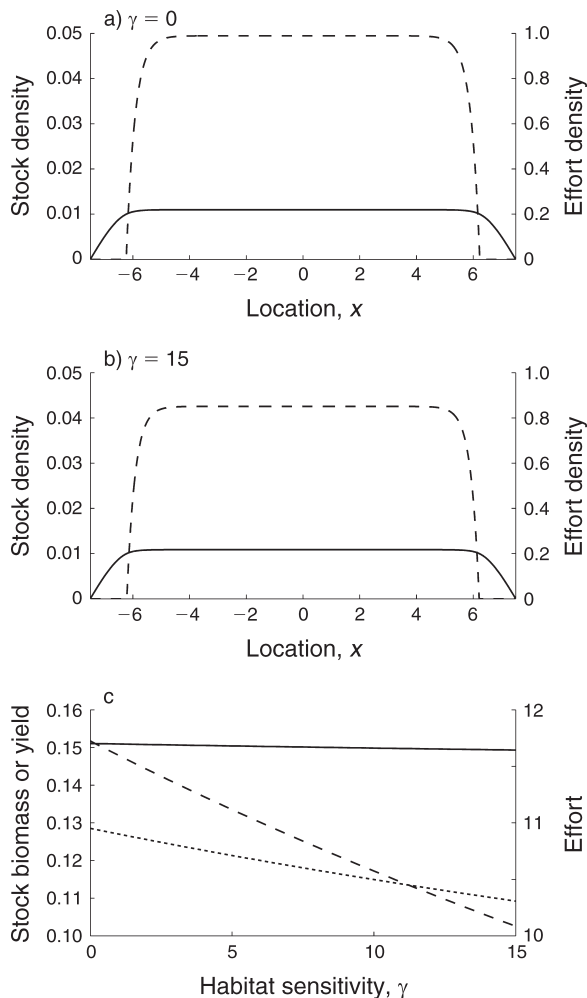 a) γ = 0
0.05
0.04
0.03
0.02
0.01
0
Stock density
1.0
0.8
0.6
0.4
0.2
0
Effort density
−6 −4 −2 0 2 4 6
Location, x
b) γ = 15
0.05
0.04
0.03
0.02
0.01
0
Stock density
1.0
0.8
0.6
0.4
0.2
0
Effort density
−6 −4 −2 0 2 4 6
Location, x
c
0.16
0.15
0.14
0.13
0.12
0.11
0.10
Stock biomass or yield
12
11
10
Effort
0 5 10 15
Habitat sensitivity, γ